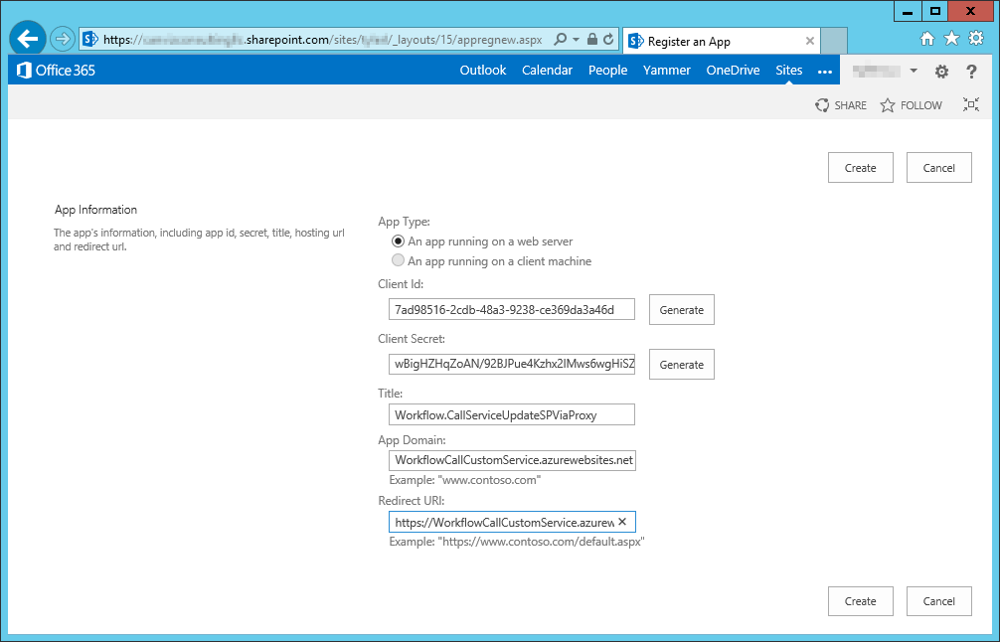 https://
.sharepoint.com/sites/
/_layouts/15/appregnew.aspx
Register an App
Office 365
Outlook Calendar People Yammer OneDrive Sites ...
?
SHARE FOLLOW
Create Cancel
App Information
The app's information, including app id, secret, title, hosting url
and redirect url.
App Type:
An app running on a web server
An app running on a client machine
Client Id:
7ad98516-2cdb-48a3-9238-ce369da3a46d
Generate
Client Secret:
wBigHZHqZoAN/92BJPue4Kzhx2IMws6wgHiSZ
Generate
Title:
Workflow.CallServiceUpdateSPViaProxy
App Domain:
WorkflowCallCustomService.azurewebsites.net
Example: "www.contoso.com"
Redirect URI:
https://WorkflowCallCustomService.azurew
Example: "https://www.contoso.com/default.aspx"
Create Cancel